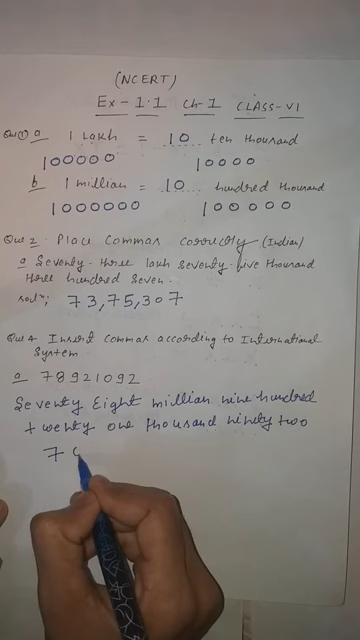 (NCERT)
Ex-1.1 Ch-1 CLASS-VI
Que① a 1 Lakh = 10 ten thousand
100000 10000
b 1 million = 10 hundred thousand
1000000 100000
Que 2. Place Commas correctly (Indian)
a Seventy-three lakh seventy-five thousand
three hundred seven.
solⁿ; 73,75,307
Que 4 Insert commas according to International
System
a 78921092
Seventy Eight million nine hundred
twenty one thousand ninety two
7